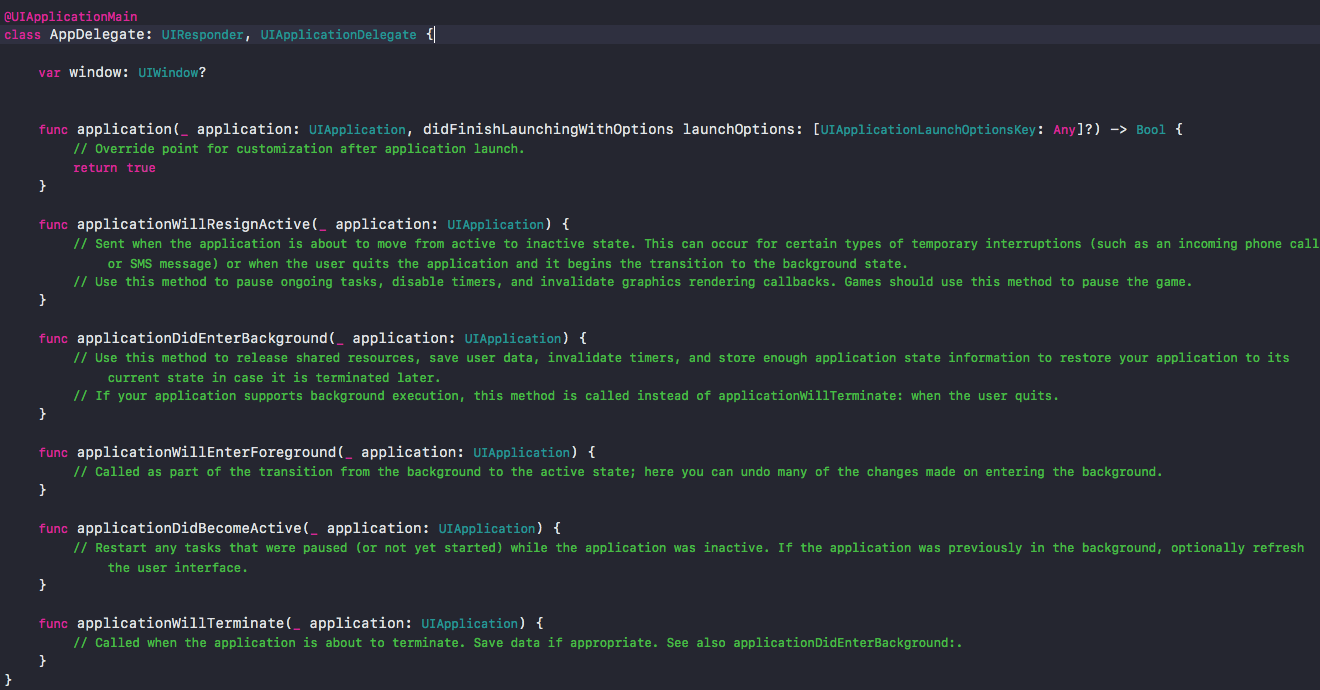 @UIApplicationMain
class AppDelegate: UIResponder, UIApplicationDelegate {
var window: UIWindow?
func application(_ application: UIApplication, didFinishLaunchingWithOptions launchOptions: [UIApplicationLaunchOptionsKey: Any]?) -> Bool {
// Override point for customization after application launch.
return true
}
func applicationWillResignActive(_ application: UIApplication) {
// Sent when the application is about to move from active to inactive state. This can occur for certain types of temporary interruptions (such as an incoming phone call
or SMS message) or when the user quits the application and it begins the transition to the background state.
// Use this method to pause ongoing tasks, disable timers, and invalidate graphics rendering callbacks. Games should use this method to pause the game.
}
func applicationDidEnterBackground(_ application: UIApplication) {
// Use this method to release shared resources, save user data, invalidate timers, and store enough application state information to restore your application to its
current state in case it is terminated later.
// If your application supports background execution, this method is called instead of applicationWillTerminate: when the user quits.
}
func applicationWillEnterForeground(_ application: UIApplication) {
// Called as part of the transition from the background to the active state; here you can undo many of the changes made on entering the background.
}
func applicationDidBecomeActive(_ application: UIApplication) {
// Restart any tasks that were paused (or not yet started) while the application was inactive. If the application was previously in the background, optionally refresh
the user interface.
}
func applicationWillTerminate(_ application: UIApplication) {
// Called when the application is about to terminate. Save data if appropriate. See also applicationDidEnterBackground:.
}
}